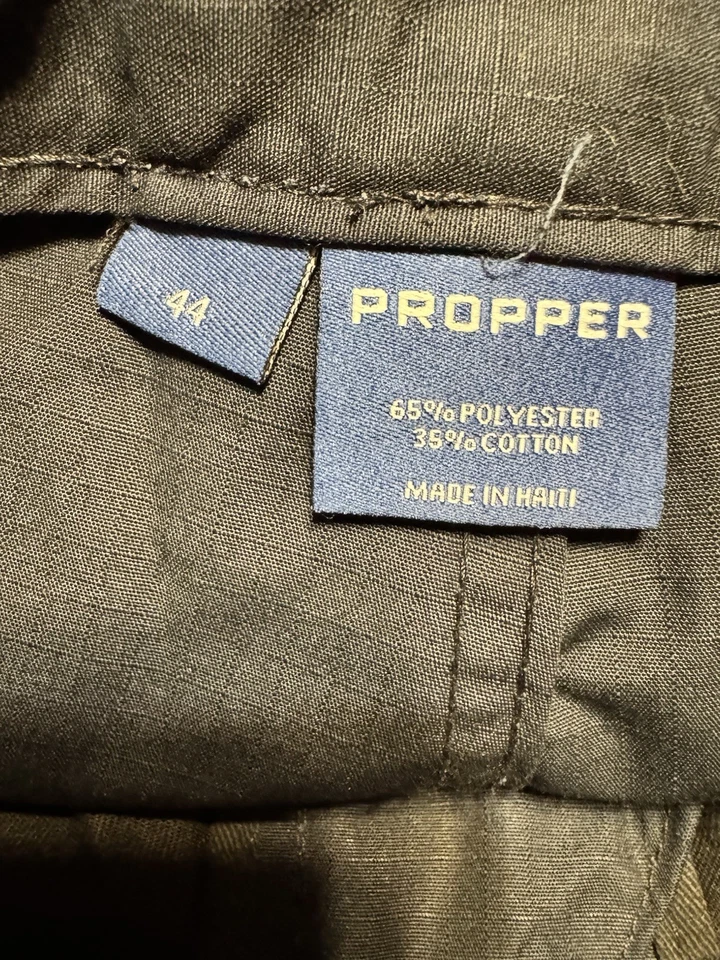 44
PROPPER
65% POLYESTER
35% COTTON
MADE IN HAITI